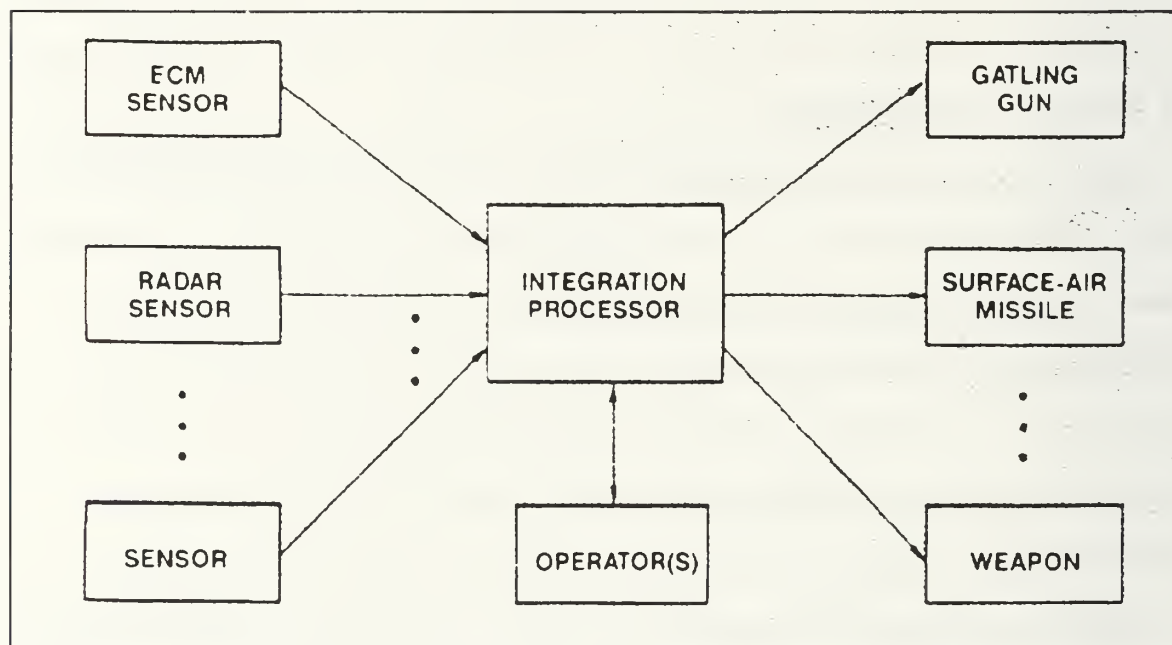 ECM
SENSOR
GATLING
GUN
RADAR
SENSOR
INTEGRATION
PROCESSOR
SURFACE-AIR
MISSILE
SENSOR
OPERATOR(S)
WEAPON